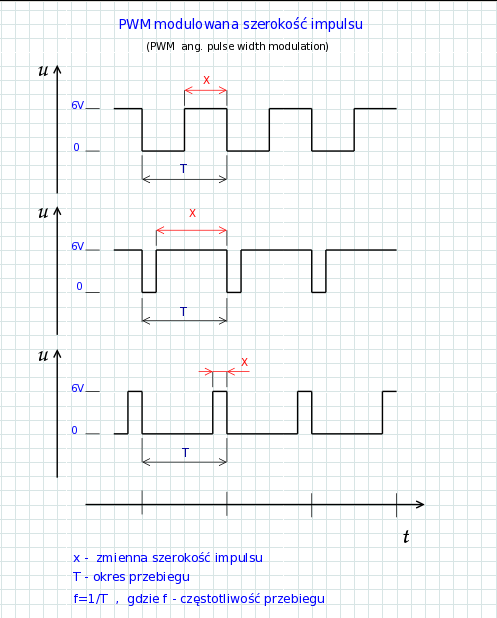 PWM modulowana szerokość impulsu
(PWM ang. pulse width modulation)
u
x
6V
0
T
u
x
6V
0
T
u
x
6V
0
T
t
x - zmienna szerokość impulsu
T - okres przebiegu
f=1/T , gdzie f - częstotliwość przebiegu